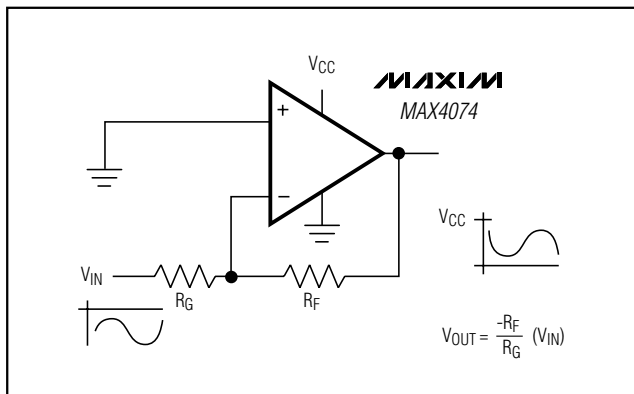 VCC
MAXIM
MAX4074
+
−
VCC
VIN
RG
RF
VOUT = -RF/RG (VIN)